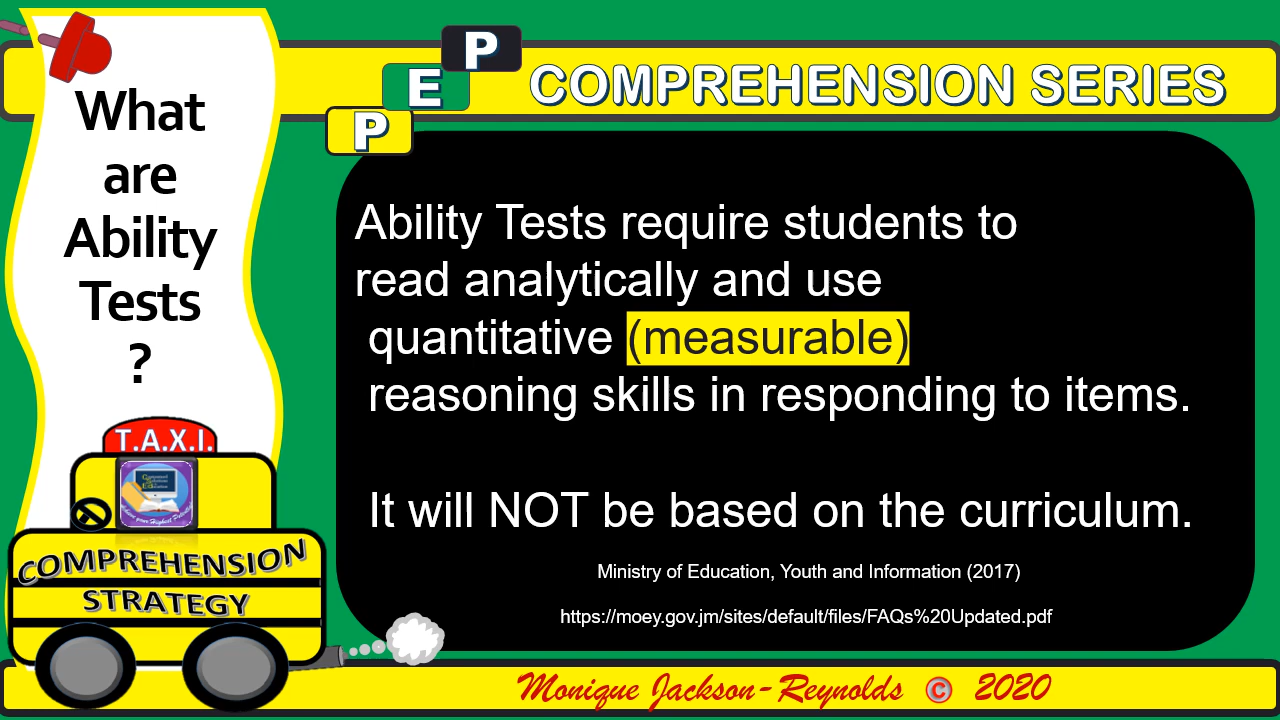 What
are
Ability
Tests
?
P
E
P
COMPREHENSION SERIES
Ability Tests require students to
read analytically and use
quantitative (measurable)
reasoning skills in responding to items.
It will NOT be based on the curriculum.
Ministry of Education, Youth and Information (2017)
https://moey.gov.jm/sites/default/files/FAQs%20Updated.pdf
T.A.X.I.
COMPREHENSION
STRATEGY
Monique Jackson-Reynolds © 2020